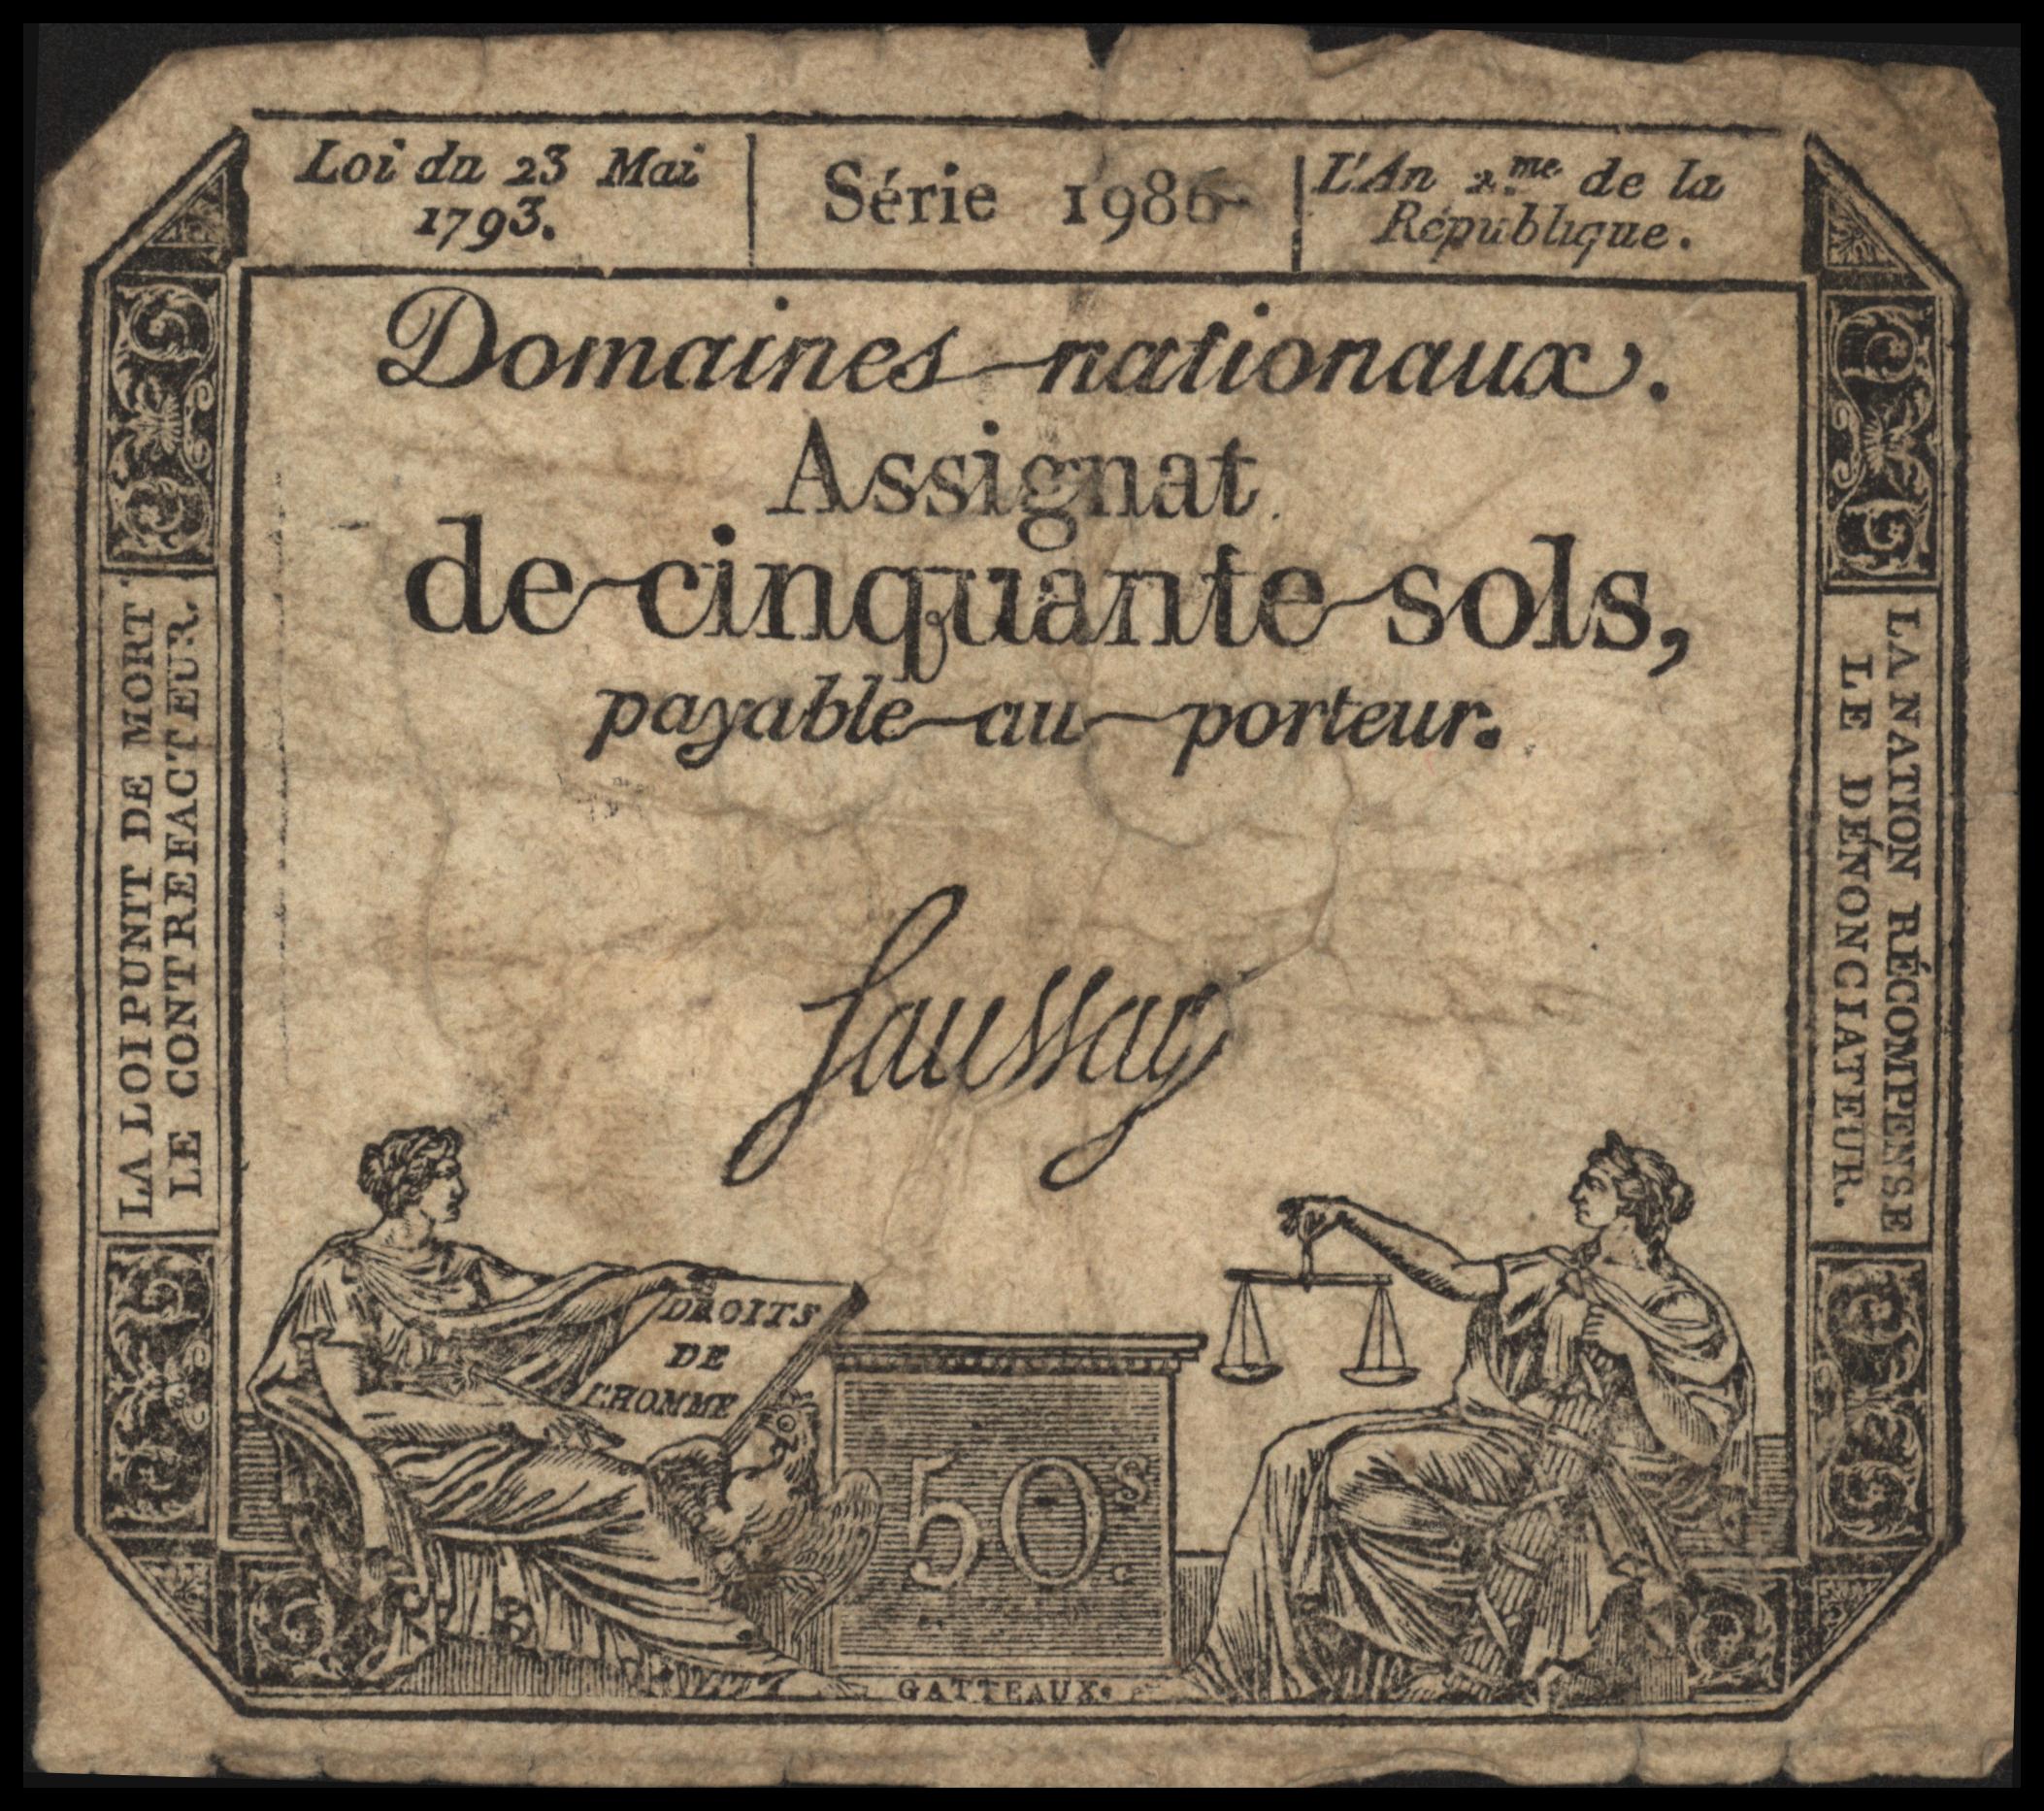 Loi du 23 Mai
1793.
Série 1986
L'An 2.me de la
République.
Domaines nationaux.
Assignat
de cinquante sols,
payable au porteur.
Saussay
LA LOI PUNIT DE MORT
LE CONTREFACTEUR.
LA NATION RÉCOMPENSE
LE DÉNONCIATEUR.
DROITS
DE
L'HOMME
50 S.
GATTEAUX.